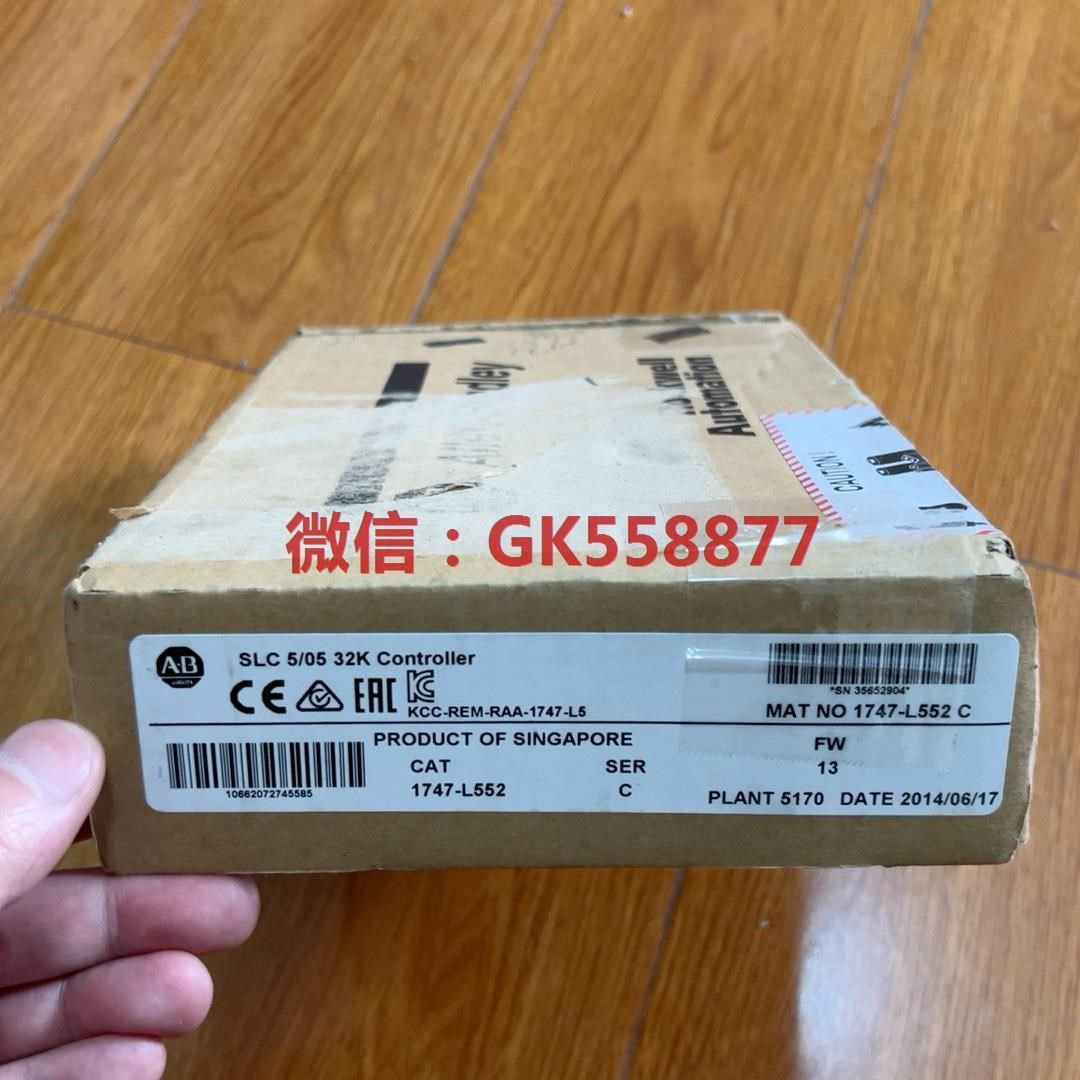 Automation
CAUTION!
微信：GK558877
A·B
QUALITY
SLC 5/05 32K Controller
CE EAC
KCC-REM-RAA-1747-L5
*SN 35652904*
MAT NO 1747-L552 C
PRODUCT OF SINGAPORE
FW
13
CAT
SER
1747-L552
C
10662072745585
PLANT 5170 DATE 2014/06/17